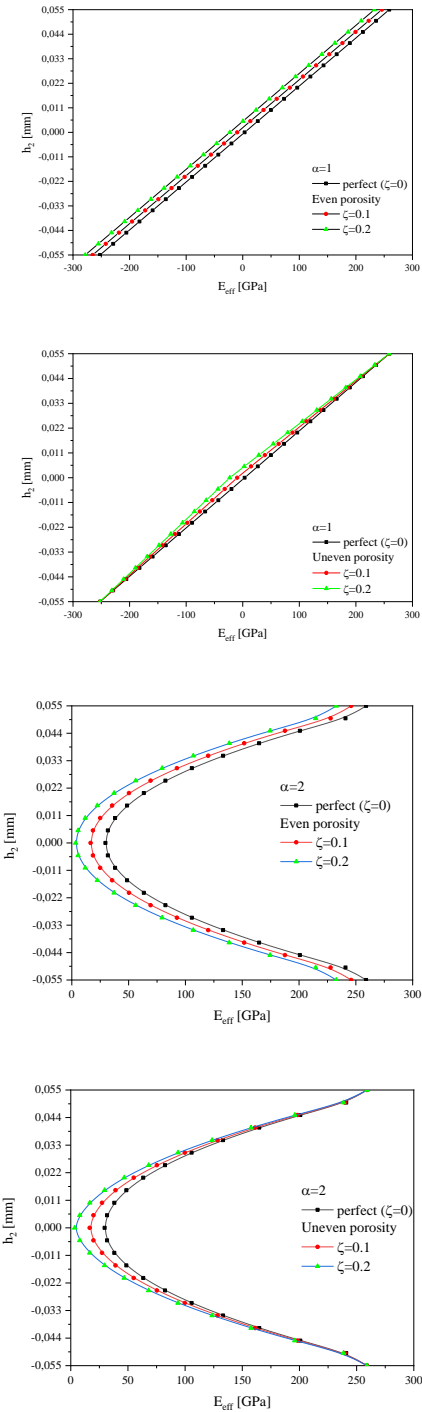 0,055
0,044
0,033
0,022
0,011
0,000
-0,011
-0,022
-0,033
-0,044
-0,055
h2 [mm]
α=1
perfect (ζ=0)
Even porosity
ζ=0.1
ζ=0.2
-300 -200 -100 0 100 200 300
Eeff [GPa]
0,055
0,044
0,033
0,022
0,011
0,000
-0,011
-0,022
-0,033
-0,044
-0,055
h2 [mm]
α=1
perfect (ζ=0)
Uneven porosity
ζ=0.1
ζ=0.2
-300 -200 -100 0 100 200 300
Eeff [GPa]
0,055
0,044
0,033
0,022
0,011
0,000
-0,011
-0,022
-0,033
-0,044
-0,055
h2 [mm]
α=2
perfect (ζ=0)
Even porosity
ζ=0.1
ζ=0.2
0 50 100 150 200 250 300
Eeff [GPa]
0,055
0,044
0,033
0,022
0,011
0,000
-0,011
-0,022
-0,033
-0,044
-0,055
h2 [mm]
α=2
perfect (ζ=0)
Uneven porosity
ζ=0.1
ζ=0.2
0 50 100 150 200 250 300
Eeff [GPa]